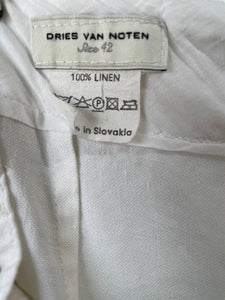 DRIES VAN NOTEN
Size 42
100% LINEN
in Slovakia